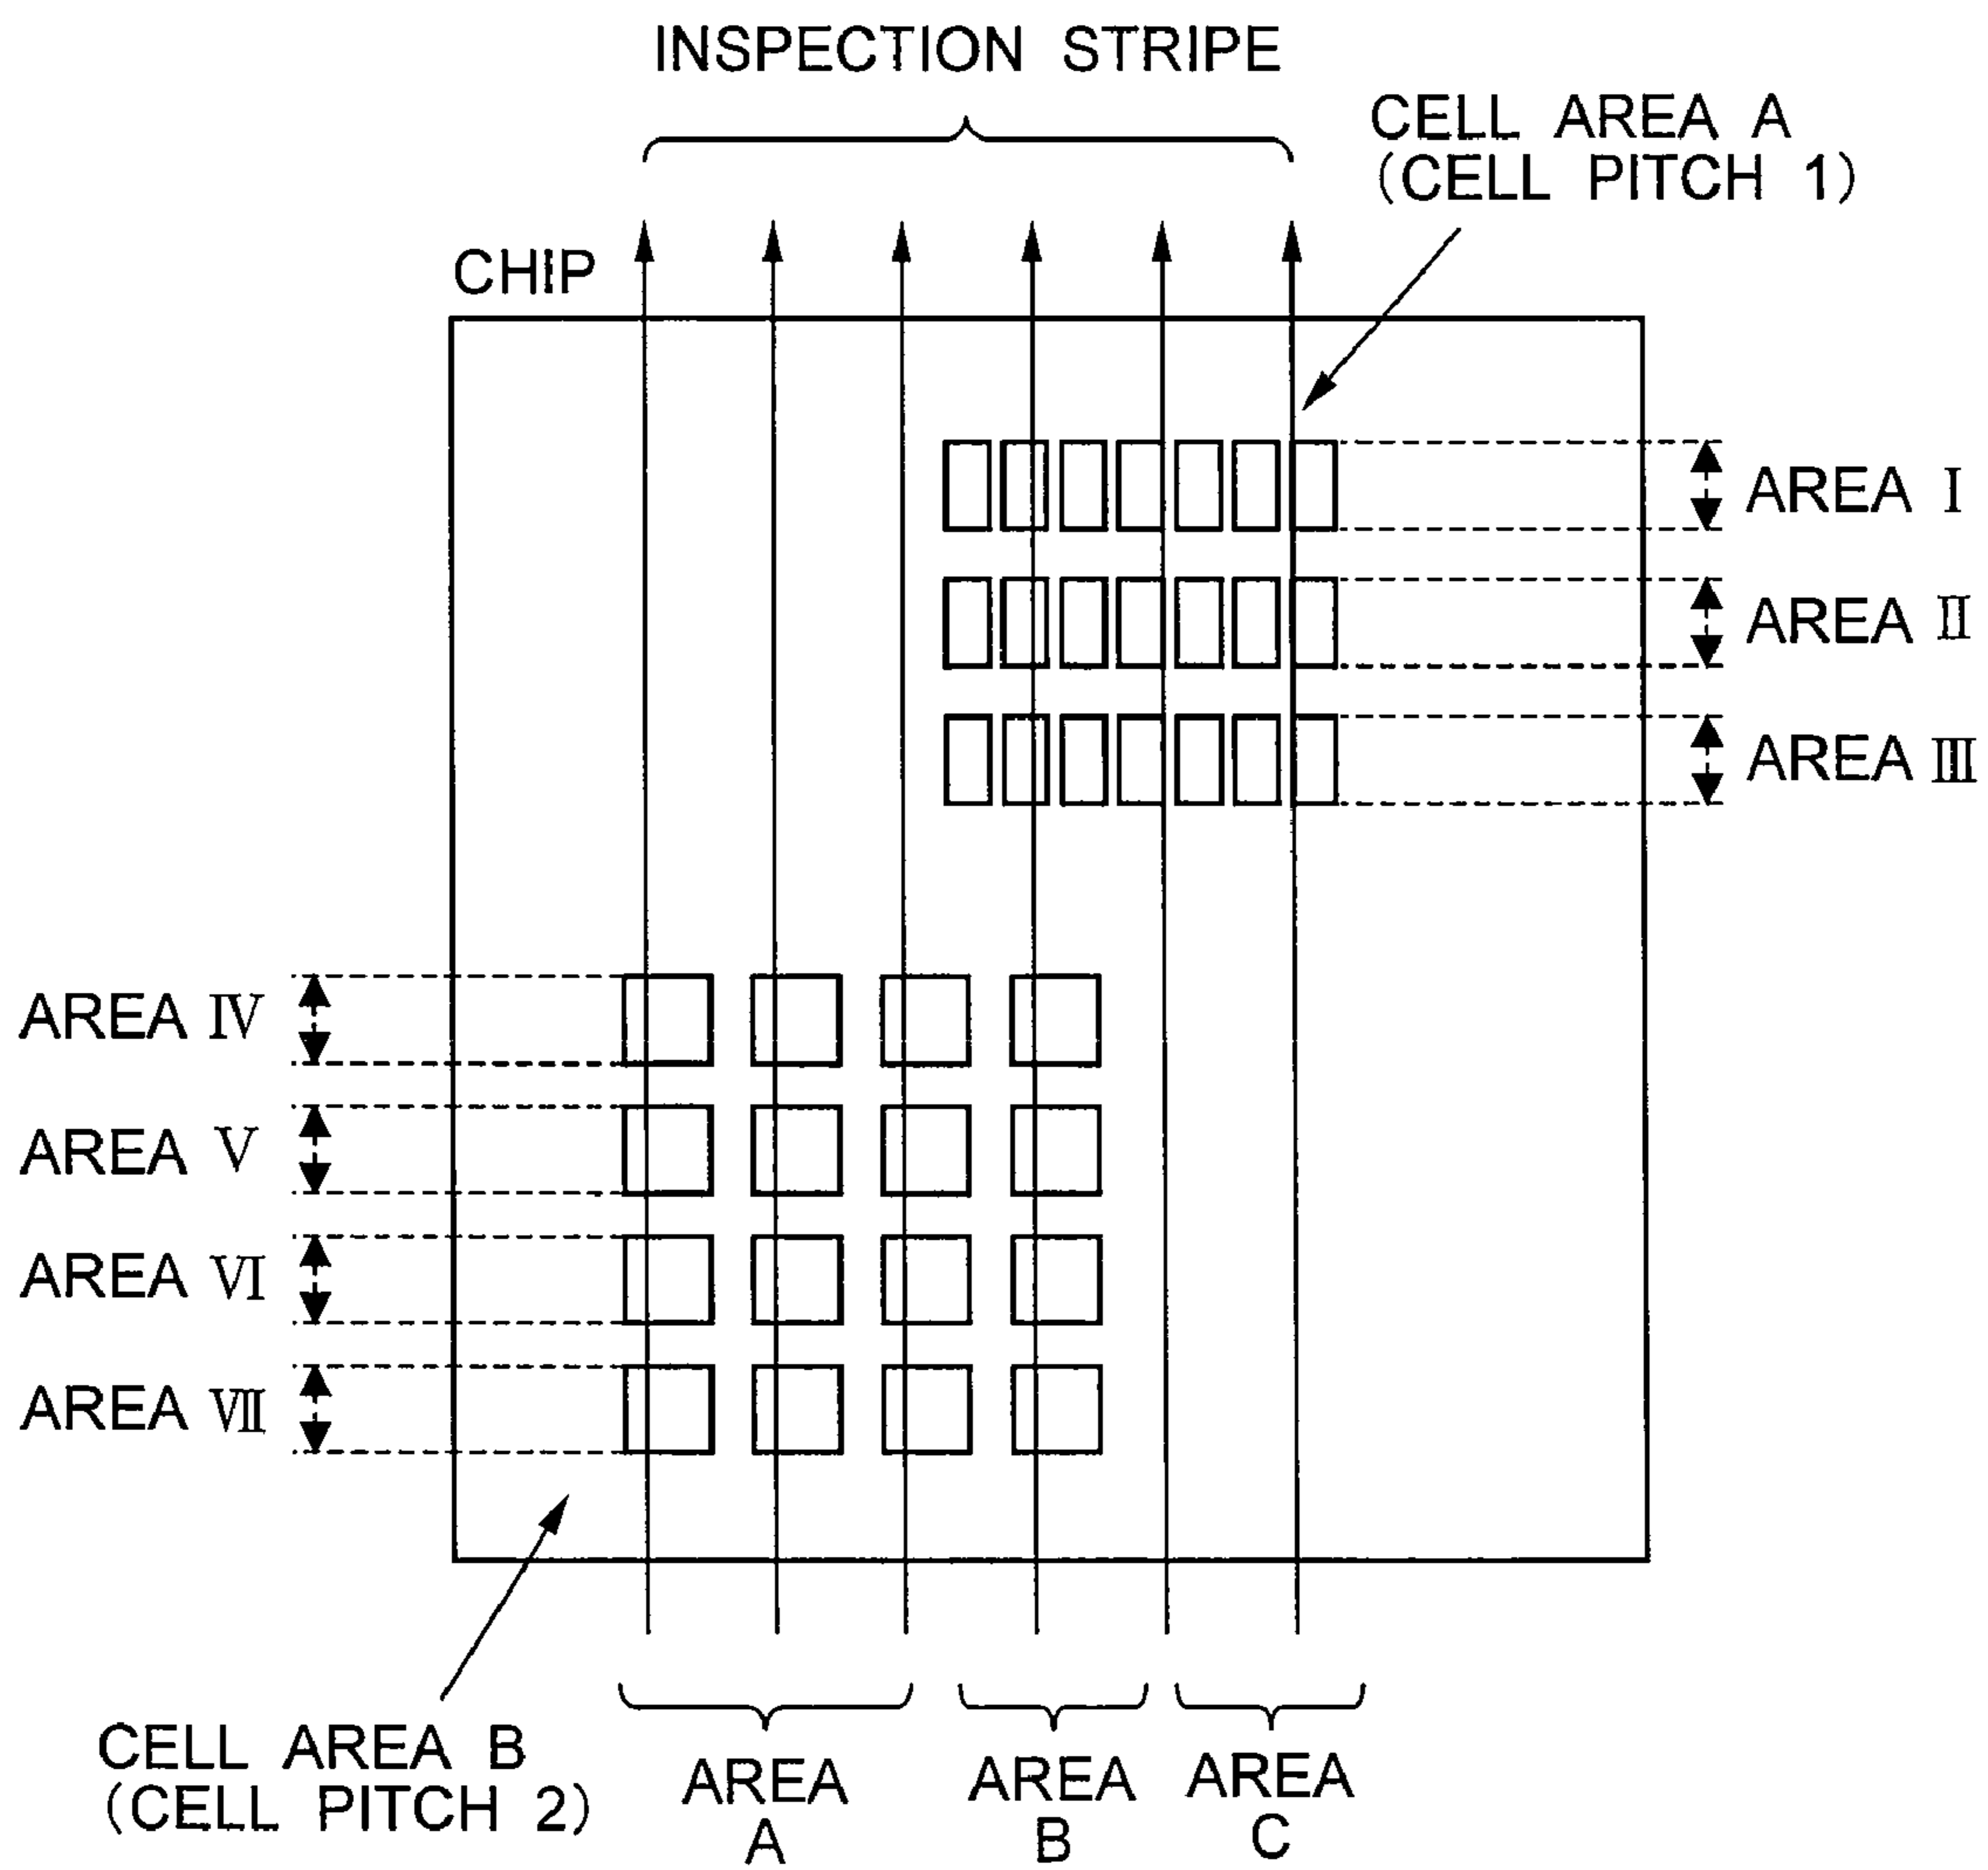 INSPECTION STRIPE
CELL AREA A
(CELL PITCH 1)
CHIP
AREA I
AREA II
AREA III
AREA IV
AREA V
AREA VI
AREA VII
CELL AREA B
(CELL PITCH 2)
AREA
A
AREA
B
AREA
C